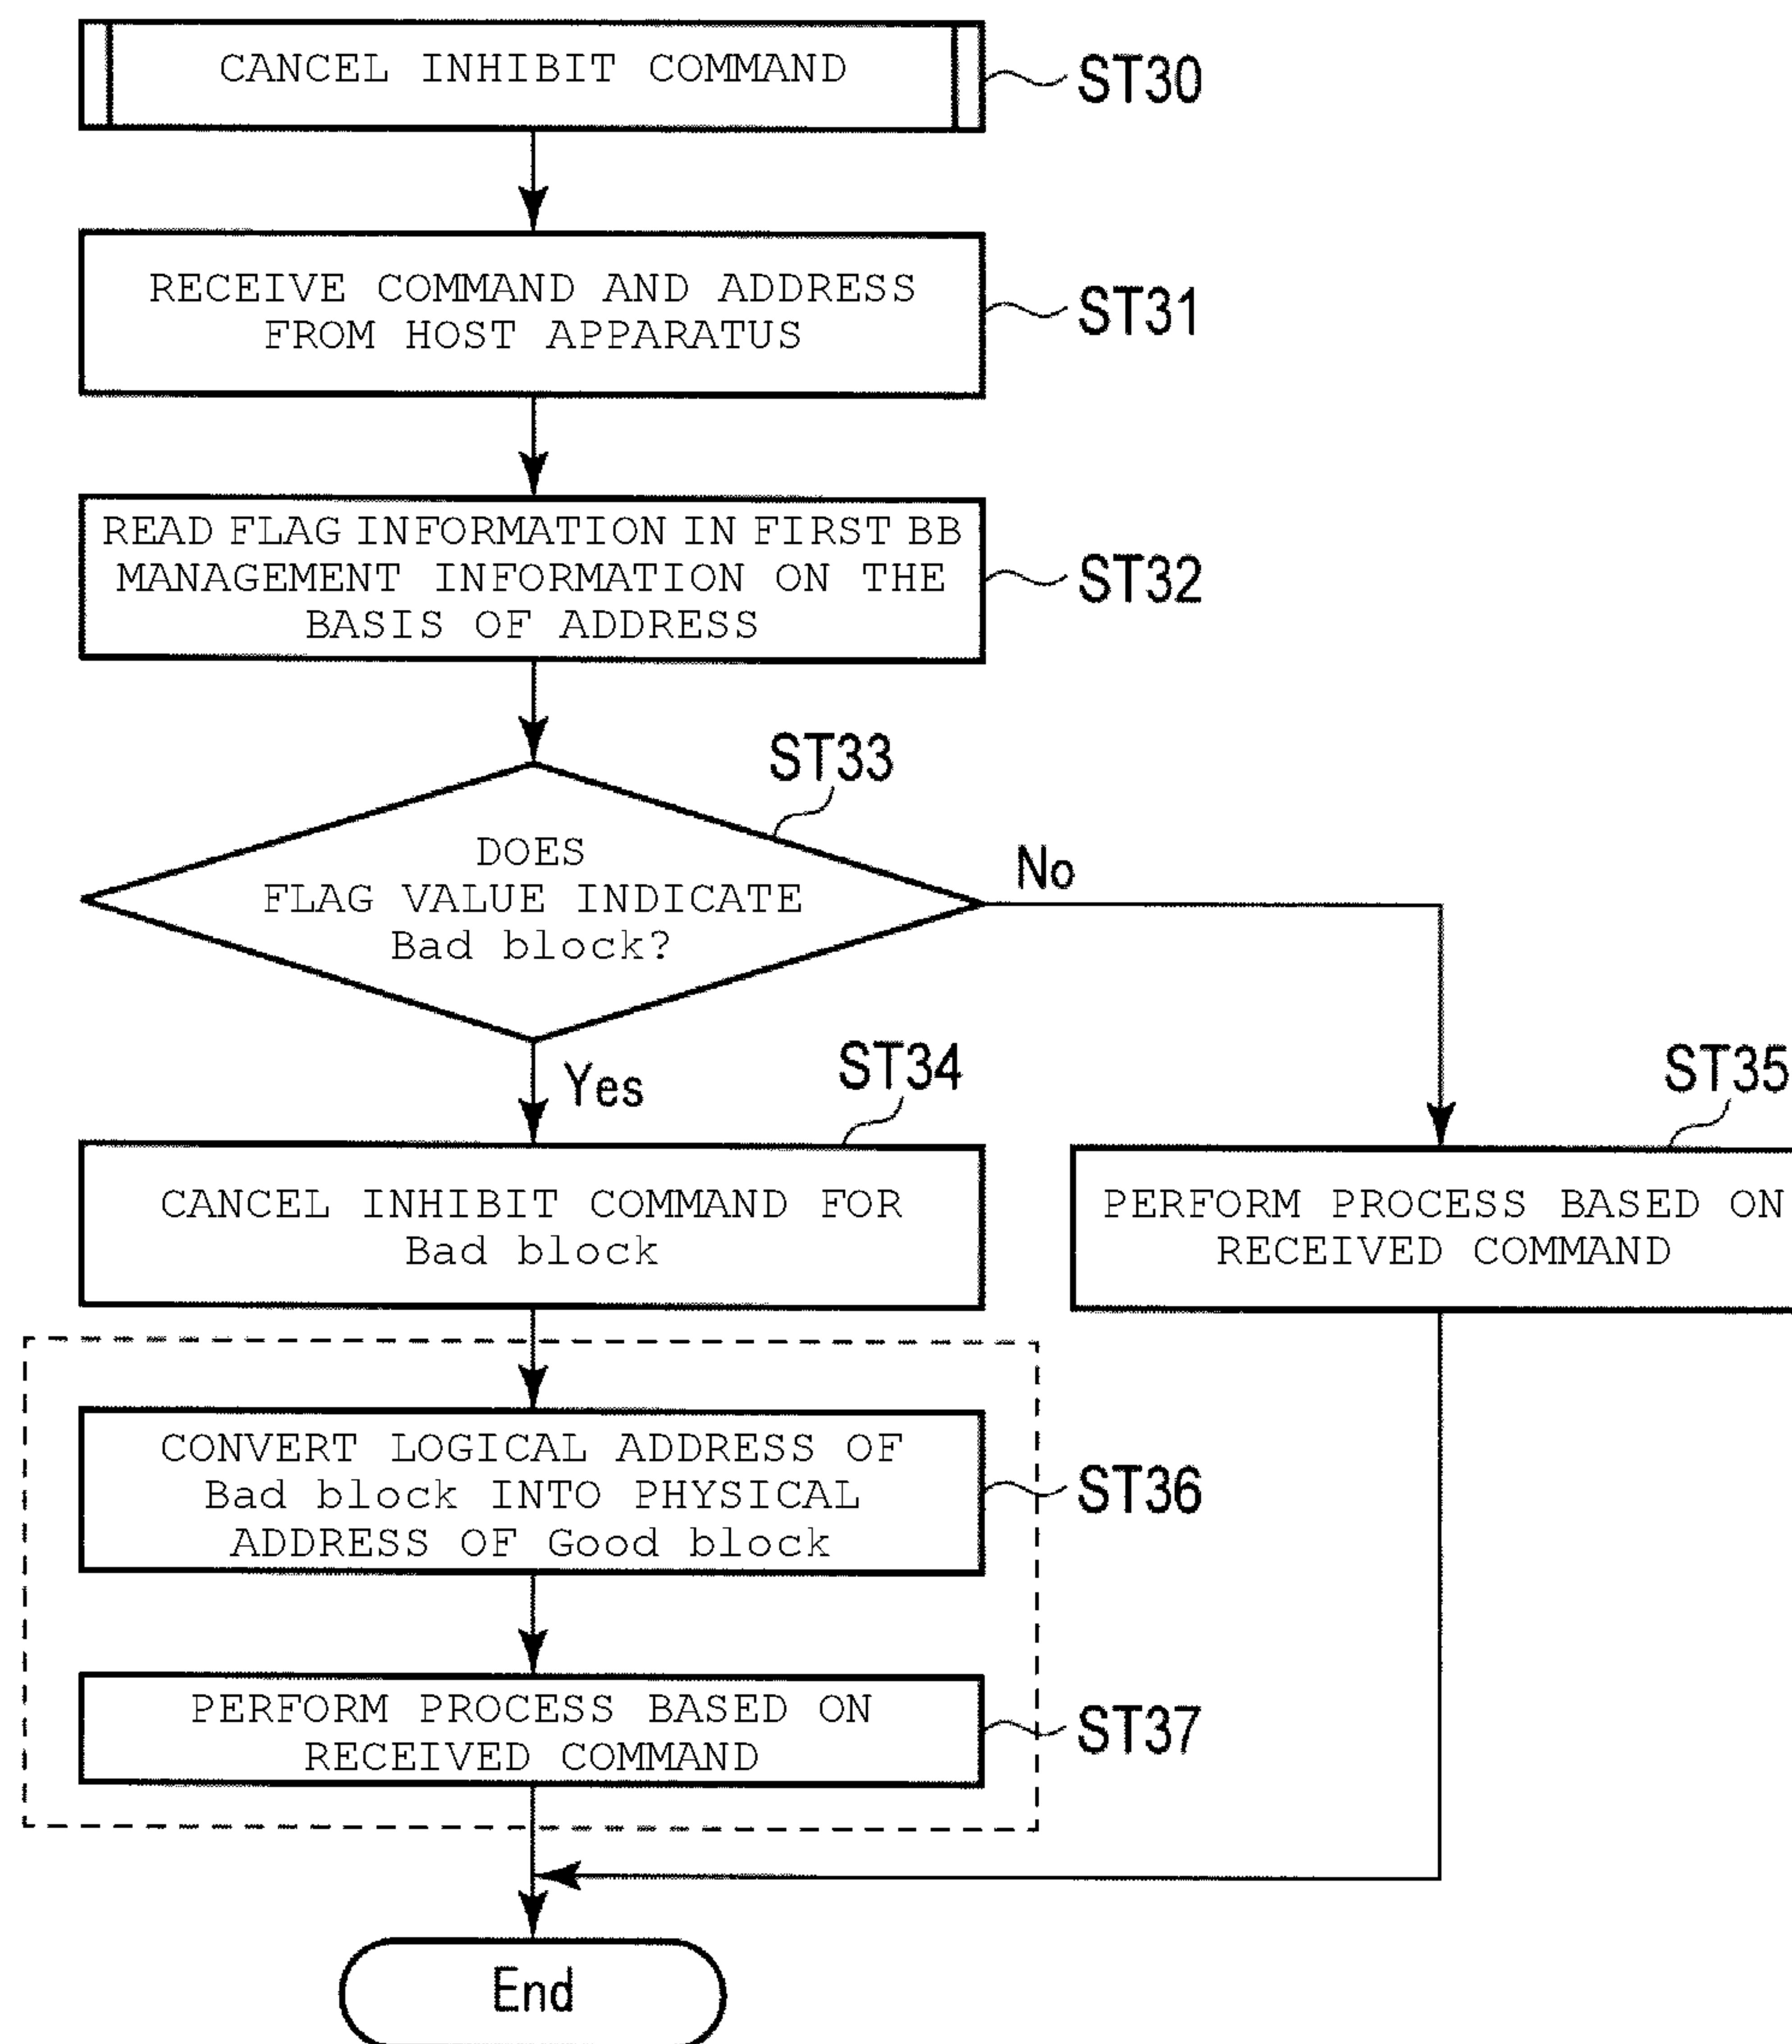 CANCEL INHIBIT COMMAND
ST30
RECEIVE COMMAND AND ADDRESS
FROM HOST APPARATUS
ST31
READ FLAG INFORMATION IN FIRST BB
MANAGEMENT INFORMATION ON THE
BASIS OF ADDRESS
ST32
ST33
DOES
FLAG VALUE INDICATE
Bad block?
No
Yes
ST34
CANCEL INHIBIT COMMAND FOR
Bad block
ST35
PERFORM PROCESS BASED ON
RECEIVED COMMAND
CONVERT LOGICAL ADDRESS OF
Bad block INTO PHYSICAL
ADDRESS OF Good block
ST36
PERFORM PROCESS BASED ON
RECEIVED COMMAND
ST37
End